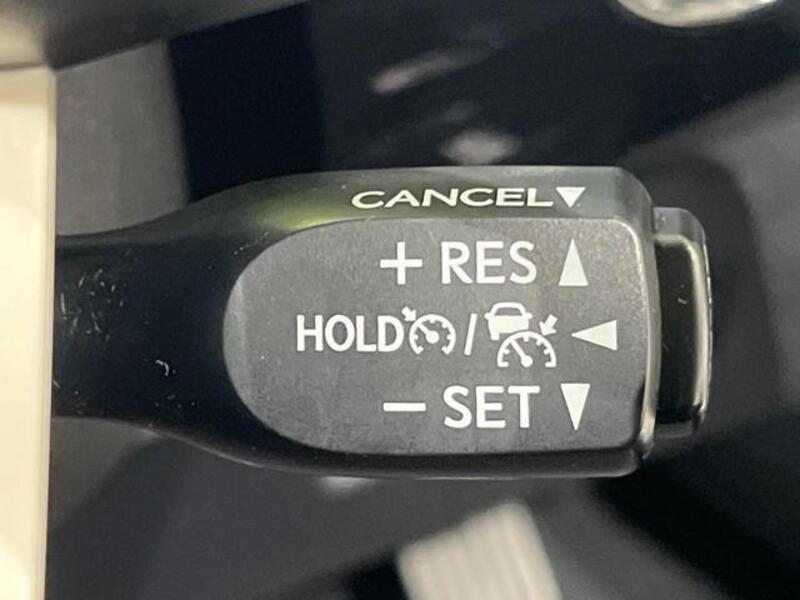 CANCEL▼
+ RES ▲
HOLD / ◀
− SET ▼